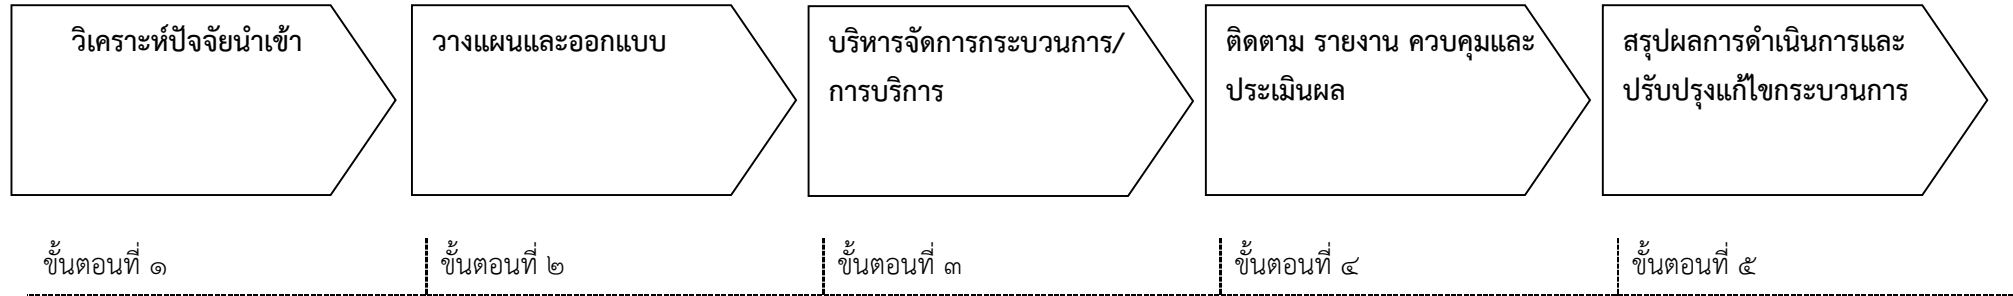 วิเคราะห์ปัจจัยนำเข้า
วางแผนและออกแบบ
บริหารจัดการกระบวนการ/
การบริการ
ติดตาม รายงาน ควบคุมและ
ประเมินผล
สรุปผลการดำเนินการและ
ปรับปรุงแก้ไขกระบวนการ
ขั้นตอนที่ ๑
ขั้นตอนที่ ๒
ขั้นตอนที่ ๓
ขั้นตอนที่ ๔
ขั้นตอนที่ ๕